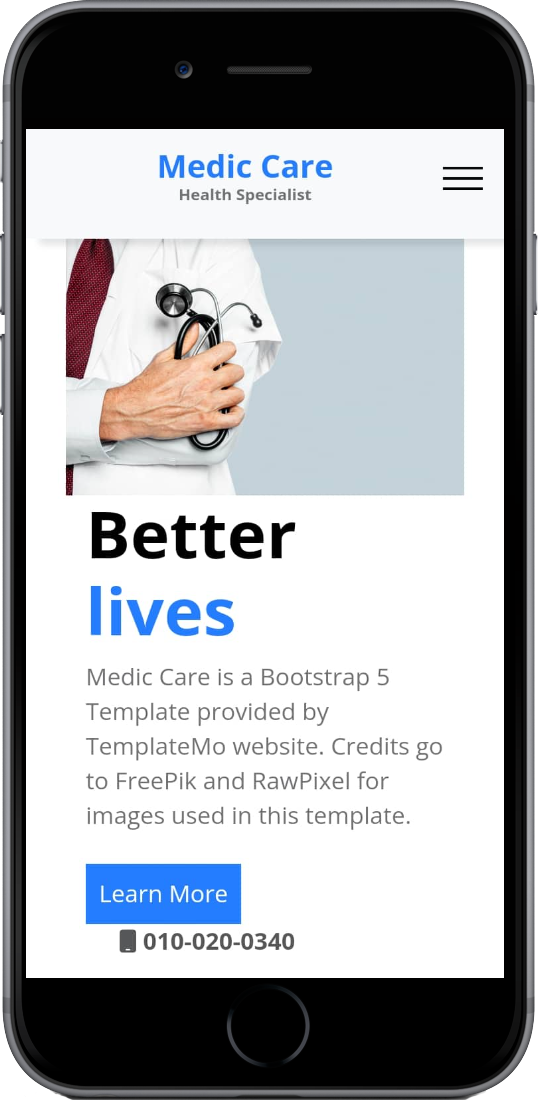 Medic Care
Health Specialist
Better
lives
Medic Care is a Bootstrap 5
Template provided by
TemplateMo website. Credits go
to FreePik and RawPixel for
images used in this template.
Learn More
010-020-0340